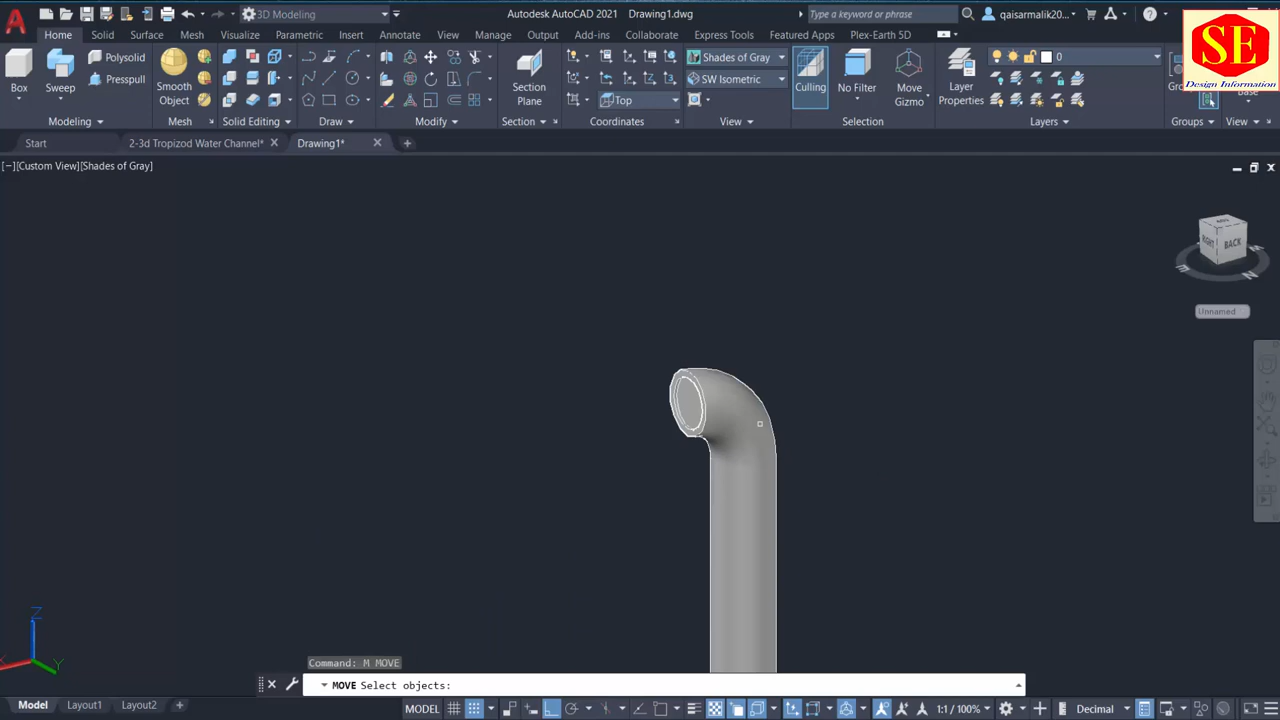 3D Modeling
Autodesk AutoCAD 2021 Drawing1.dwg
Type a keyword or phrase
qaisarmalik20...
SE
Design Information
Home Solid Surface Mesh Visualize Parametric Insert Annotate View Manage Output Add-ins Collaborate Express Tools Featured Apps Plex-Earth 5D
Box
Sweep
Polysolid
Presspull
Smooth
Object
Section
Plane
Shades of Gray
SW Isometric
Top
Culling
No Filter
Move
Gizmo
Layer
Properties
0
Base
Modeling
Mesh
Solid Editing
Draw
Modify
Section
Coordinates
View
Selection
Layers
Groups
View
Start
2-3d Tropizod Water Channel*
Drawing1*
[−][Custom View][Shades of Gray]
RIGHT
BACK
Unnamed
Z
Y
Command: M MOVE
MOVE Select objects:
Model Layout1 Layout2
MODEL
1:1 / 100%
Decimal